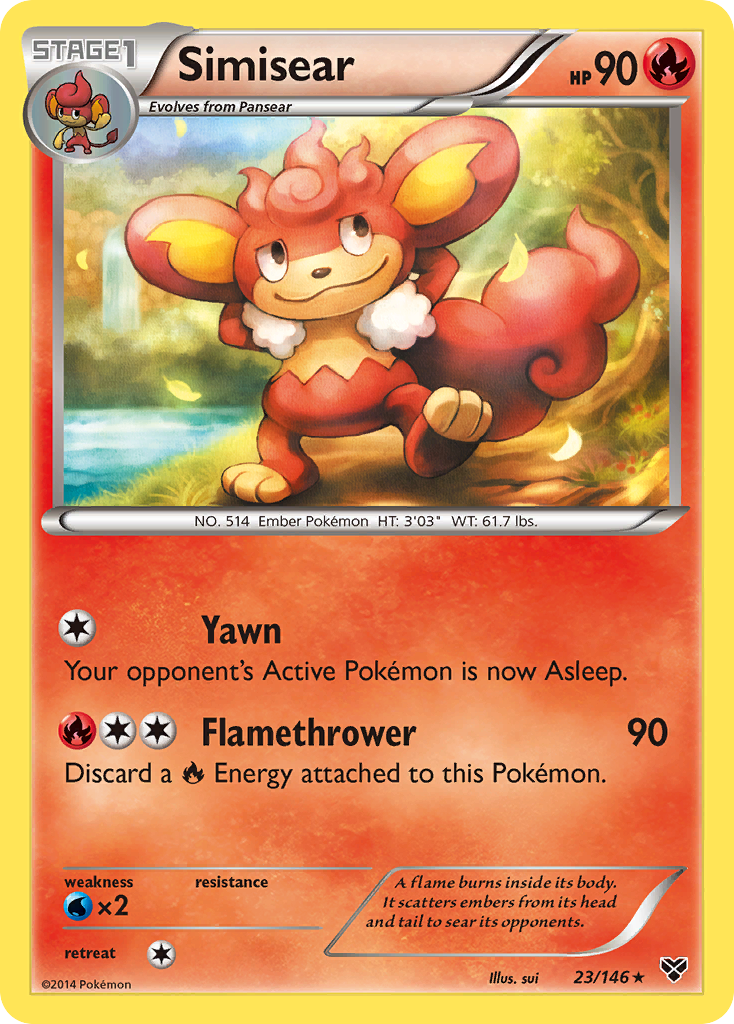 STAGE1
Simisear
HP 90
Evolves from Pansear
NO. 514 Ember Pokémon HT: 3'03" WT: 61.7 lbs.
Yawn
Your opponent's Active Pokémon is now Asleep.
Flamethrower 90
Discard a Energy attached to this Pokémon.
weakness resistance
×2
A flame burns inside its body.
It scatters embers from its head
and tail to sear its opponents.
retreat
©2014 Pokémon
Illus. sui
23/146 ★